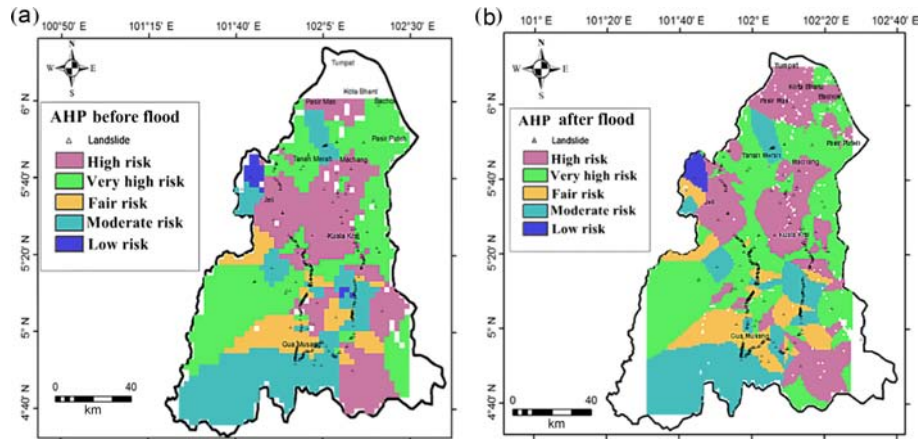 (a)
100°50' E 101°15' E 101°40' E 102°5' E 102°30' E
N
W E
S
6° N
5°40' N
5°20' N
5° N
4°40' N
AHP before flood
Landslide
High risk
Very high risk
Fair risk
Moderate risk
Low risk
Tumpat
Kota Bharu
Pasir Mas
Bachok
Pasir Puteh
Tanah Merah
Machang
Jeli
Kuala Krai
Gua Musang
0 40
km
(b)
101° E 101°20' E 101°40' E 102° E 102°20' E 102°40' E
N
W E
S
6° N
5°40' N
5°20' N
5° N
4°40' N
AHP after flood
Landslide
High risk
Very high risk
Fair risk
Moderate risk
Low risk
Tumpat
Kota Bharu
Pasir Mas
Bachok
Pasir Puteh
Tanah Merah
Machang
Jeli
Kuala Krai
Gua Musang
0 40
km